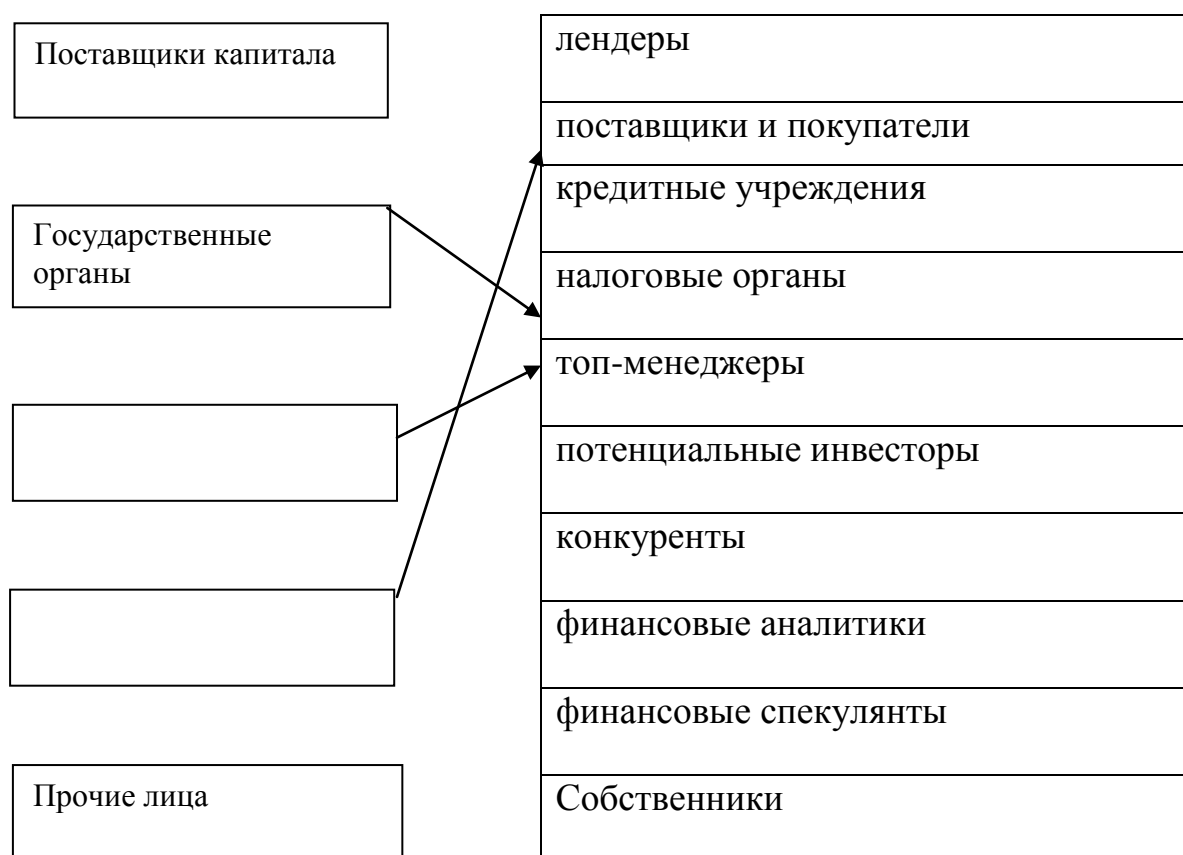 Поставщики капитала
Государственные
органы
Прочие лица
лендеры
поставщики и покупатели
кредитные учреждения
налоговые органы
топ-менеджеры
потенциальные инвесторы
конкуренты
финансовые аналитики
финансовые спекулянты
Собственники